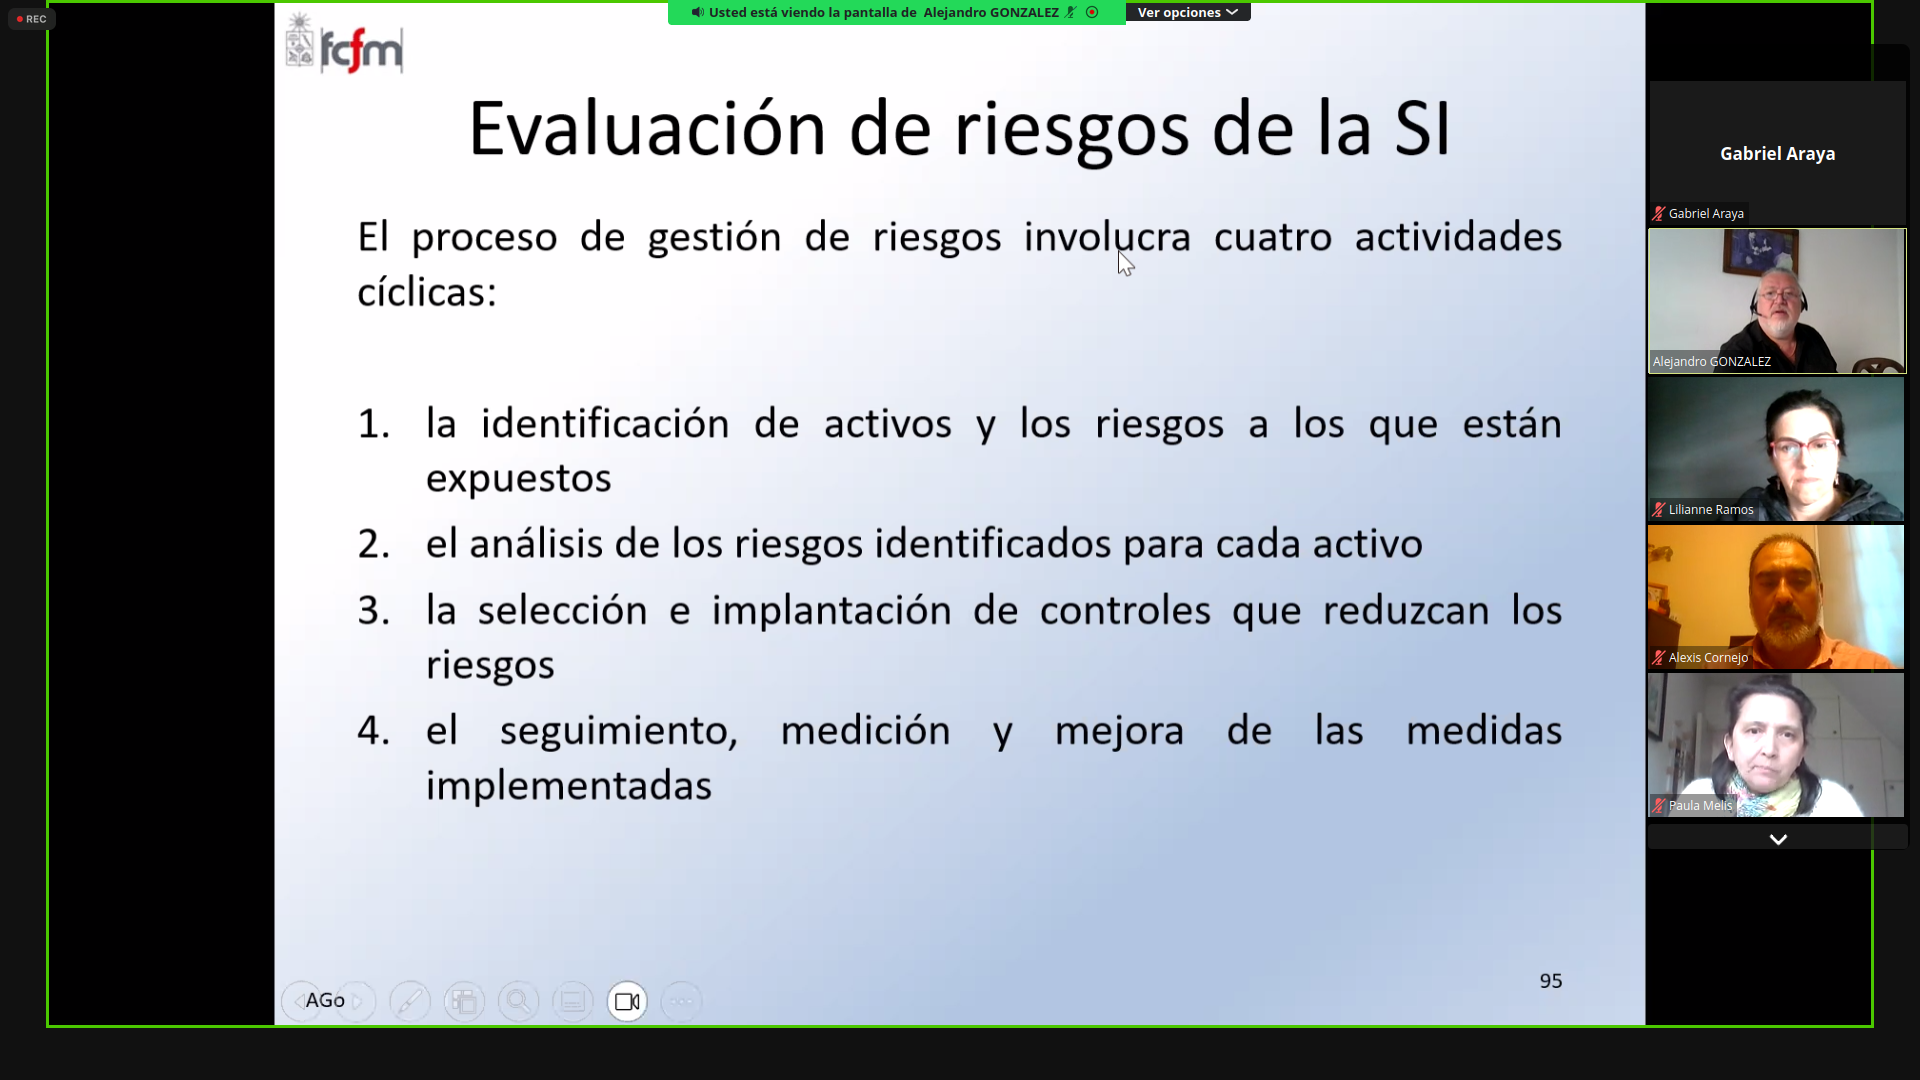 REC
Usted está viendo la pantalla de Alejandro GONZALEZ
Ver opciones
fcfm
Evaluación de riesgos de la SI
El proceso de gestión de riesgos involucra cuatro actividades
cíclicas:
1. la identificación de activos y los riesgos a los que están
expuestos
2. el análisis de los riesgos identificados para cada activo
3. la selección e implantación de controles que reduzcan los
riesgos
4. el seguimiento, medición y mejora de las medidas
implementadas
AGo
95
Gabriel Araya
Gabriel Araya
Alejandro GONZALEZ
Lilianne Ramos
Alexis Cornejo
Paula Melis